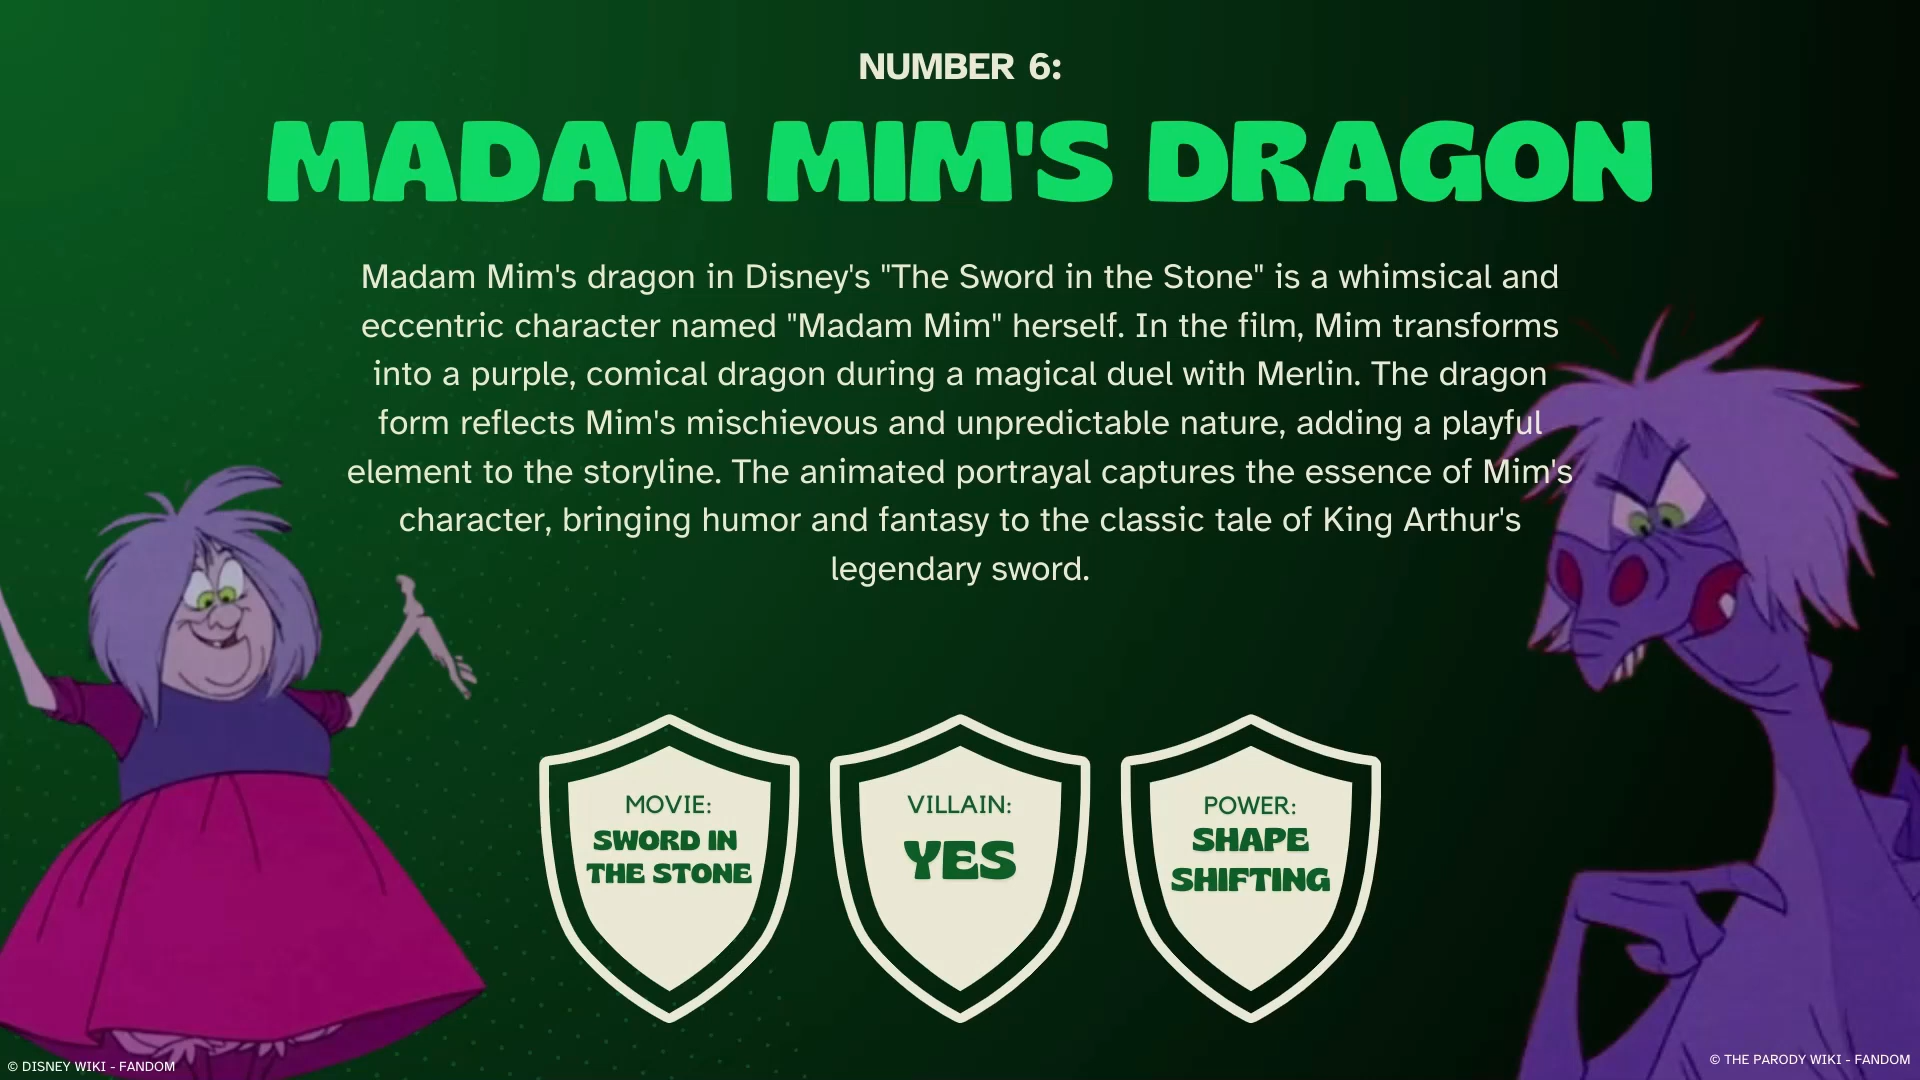 NUMBER 6:
MADAM MIM'S DRAGON
Madam Mim's dragon in Disney's "The Sword in the Stone" is a whimsical and
eccentric character named "Madam Mim" herself. In the film, Mim transforms
into a purple, comical dragon during a magical duel with Merlin. The dragon
form reflects Mim's mischievous and unpredictable nature, adding a playful
element to the storyline. The animated portrayal captures the essence of Mim's
character, bringing humor and fantasy to the classic tale of King Arthur's
legendary sword.
MOVIE:
SWORD IN
THE STONE
VILLAIN:
YES
POWER:
SHAPE
SHIFTING
© DISNEY WIKI - FANDOM
© THE PARODY WIKI - FANDOM